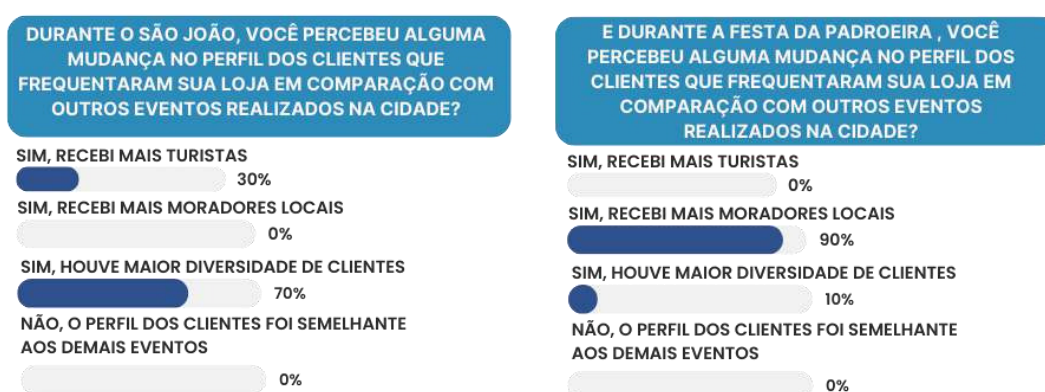 DURANTE O SÃO JOÃO, VOCÊ PERCEBEU ALGUMA
MUDANÇA NO PERFIL DOS CLIENTES QUE
FREQUENTARAM SUA LOJA EM COMPARAÇÃO COM
OUTROS EVENTOS REALIZADOS NA CIDADE?
SIM, RECEBI MAIS TURISTAS
30%
SIM, RECEBI MAIS MORADORES LOCAIS
0%
SIM, HOUVE MAIOR DIVERSIDADE DE CLIENTES
70%
NÃO, O PERFIL DOS CLIENTES FOI SEMELHANTE
AOS DEMAIS EVENTOS
0%
E DURANTE A FESTA DA PADROEIRA , VOCÊ
PERCEBEU ALGUMA MUDANÇA NO PERFIL DOS
CLIENTES QUE FREQUENTARAM SUA LOJA EM
COMPARAÇÃO COM OUTROS EVENTOS
REALIZADOS NA CIDADE?
SIM, RECEBI MAIS TURISTAS
0%
SIM, RECEBI MAIS MORADORES LOCAIS
90%
SIM, HOUVE MAIOR DIVERSIDADE DE CLIENTES
10%
NÃO, O PERFIL DOS CLIENTES FOI SEMELHANTE
AOS DEMAIS EVENTOS
0%